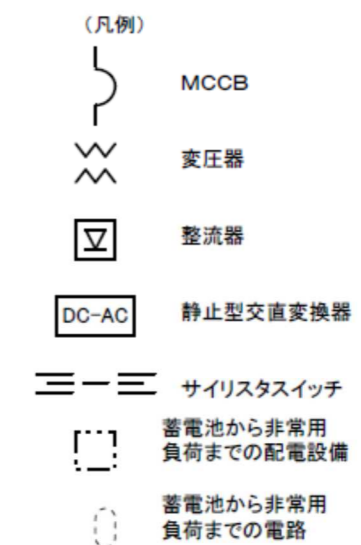 （凡例）
MCCB
変圧器
整流器
DC-AC
静止型交直変換器
サイリスタスイッチ
蓄電池から非常用
負荷までの配電設備
蓄電池から非常用
負荷までの電路